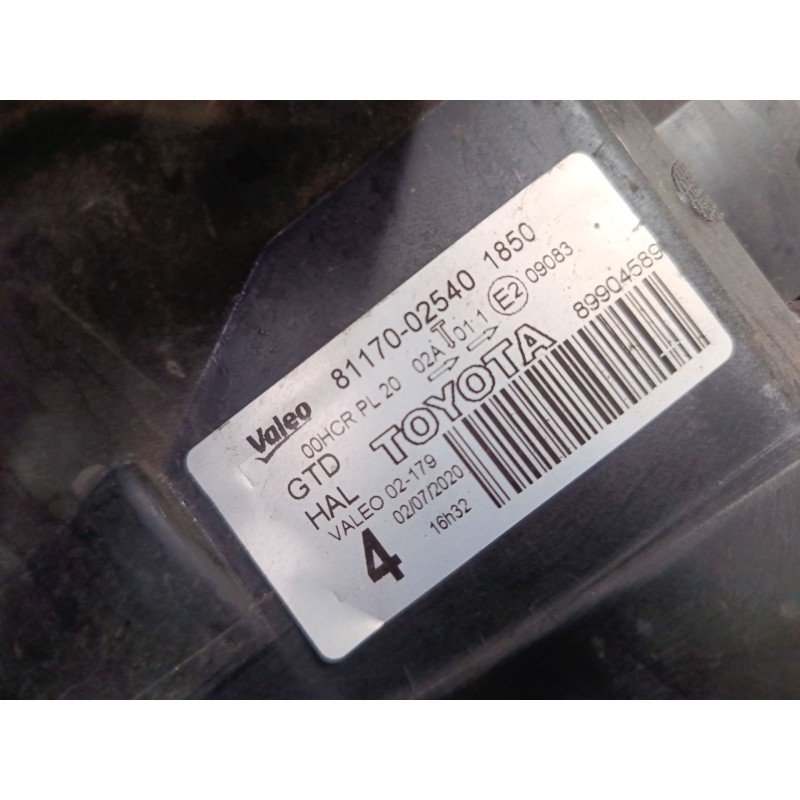 Valeo 81170-02540 1850
00HCR PL 20 02A 01 1 E2 09083
GTD TOYOTA 89904589
HAL
VALEO 02-179
02/07/2020
4 16h32